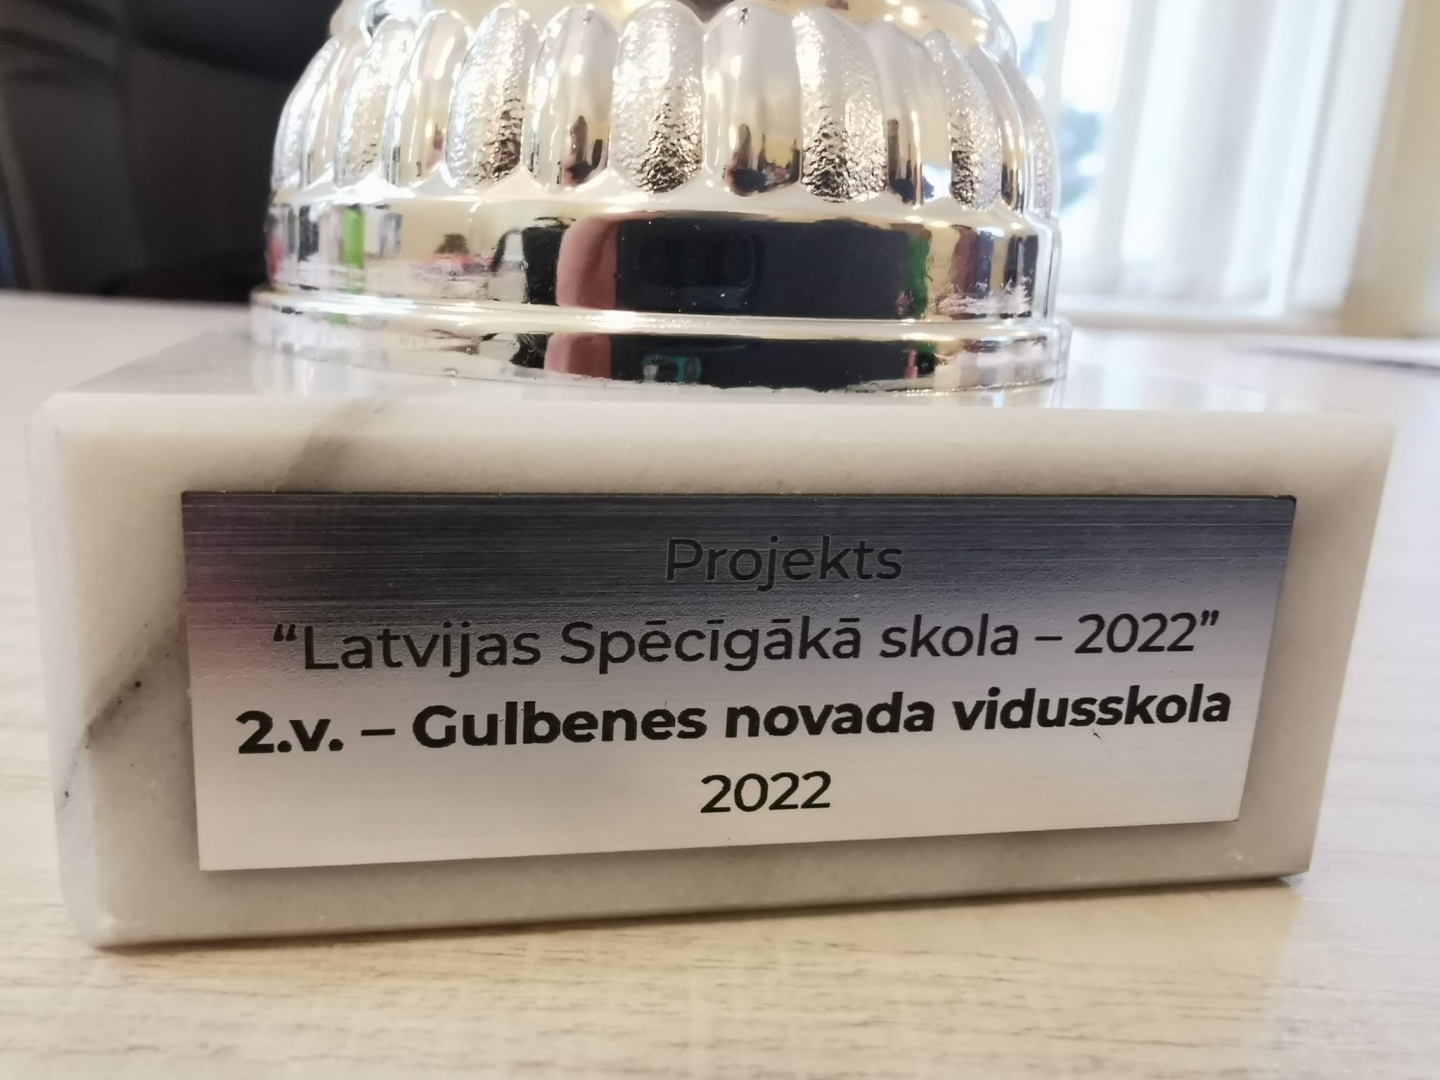 Projekts
“Latvijas Spēcīgākā skola – 2022”
2.v. – Gulbenes novada vidusskola
2022